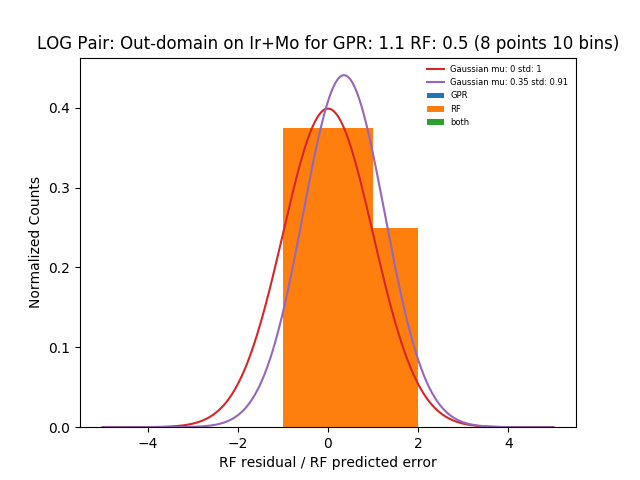 LOG Pair: Out-domain on Ir+Mo for GPR: 1.1 RF: 0.5 (8 points 10 bins)
Gaussian mu: 0 std: 1
Gaussian mu: 0.35 std: 0.91
GPR
RF
both
Normalized Counts
0.4
0.3
0.2
0.1
0.0
−4
−2
0
2
4
RF residual / RF predicted error